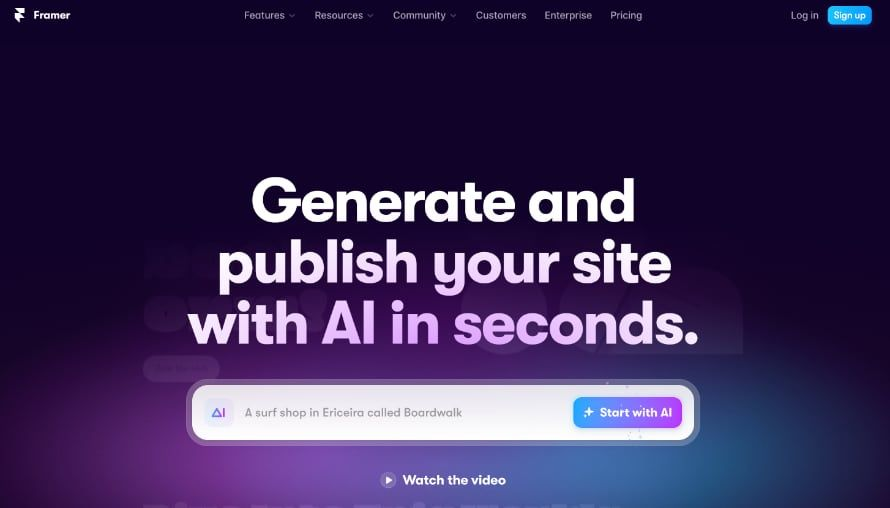 Framer
Features
Resources
Community
Customers
Enterprise
Pricing
Log in
Sign up
Generate and
publish your site
with AI in seconds.
AI
A surf shop in Ericeira called Boardwalk
Start with AI
Watch the video